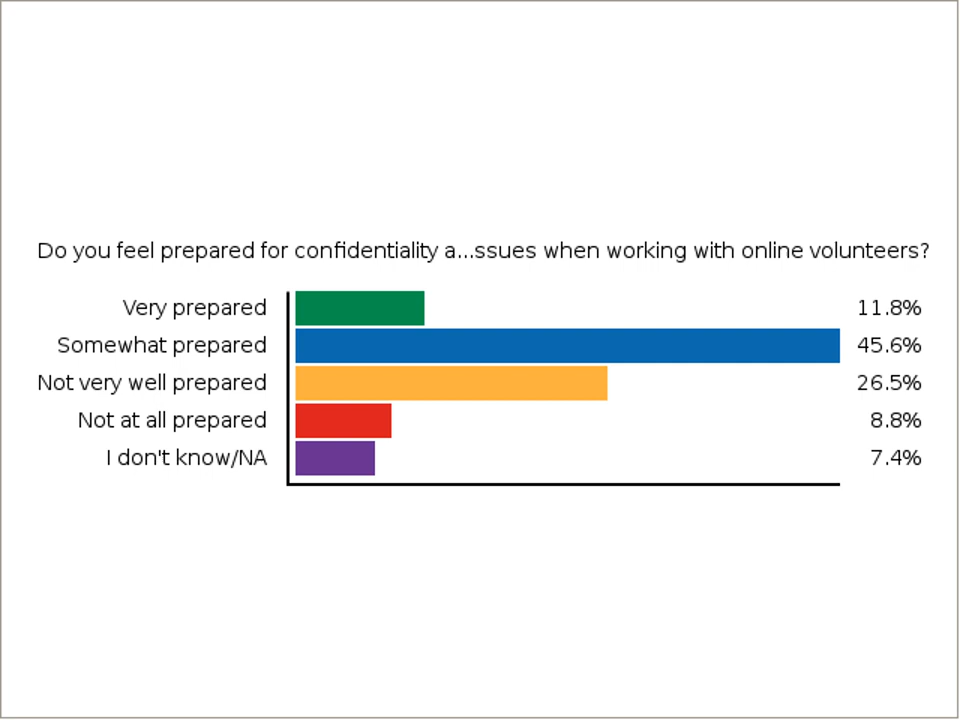 Do you feel prepared for confidentiality a...ssues when working with online volunteers?
Very prepared 11.8%
Somewhat prepared 45.6%
Not very well prepared 26.5%
Not at all prepared 8.8%
I don't know/NA 7.4%